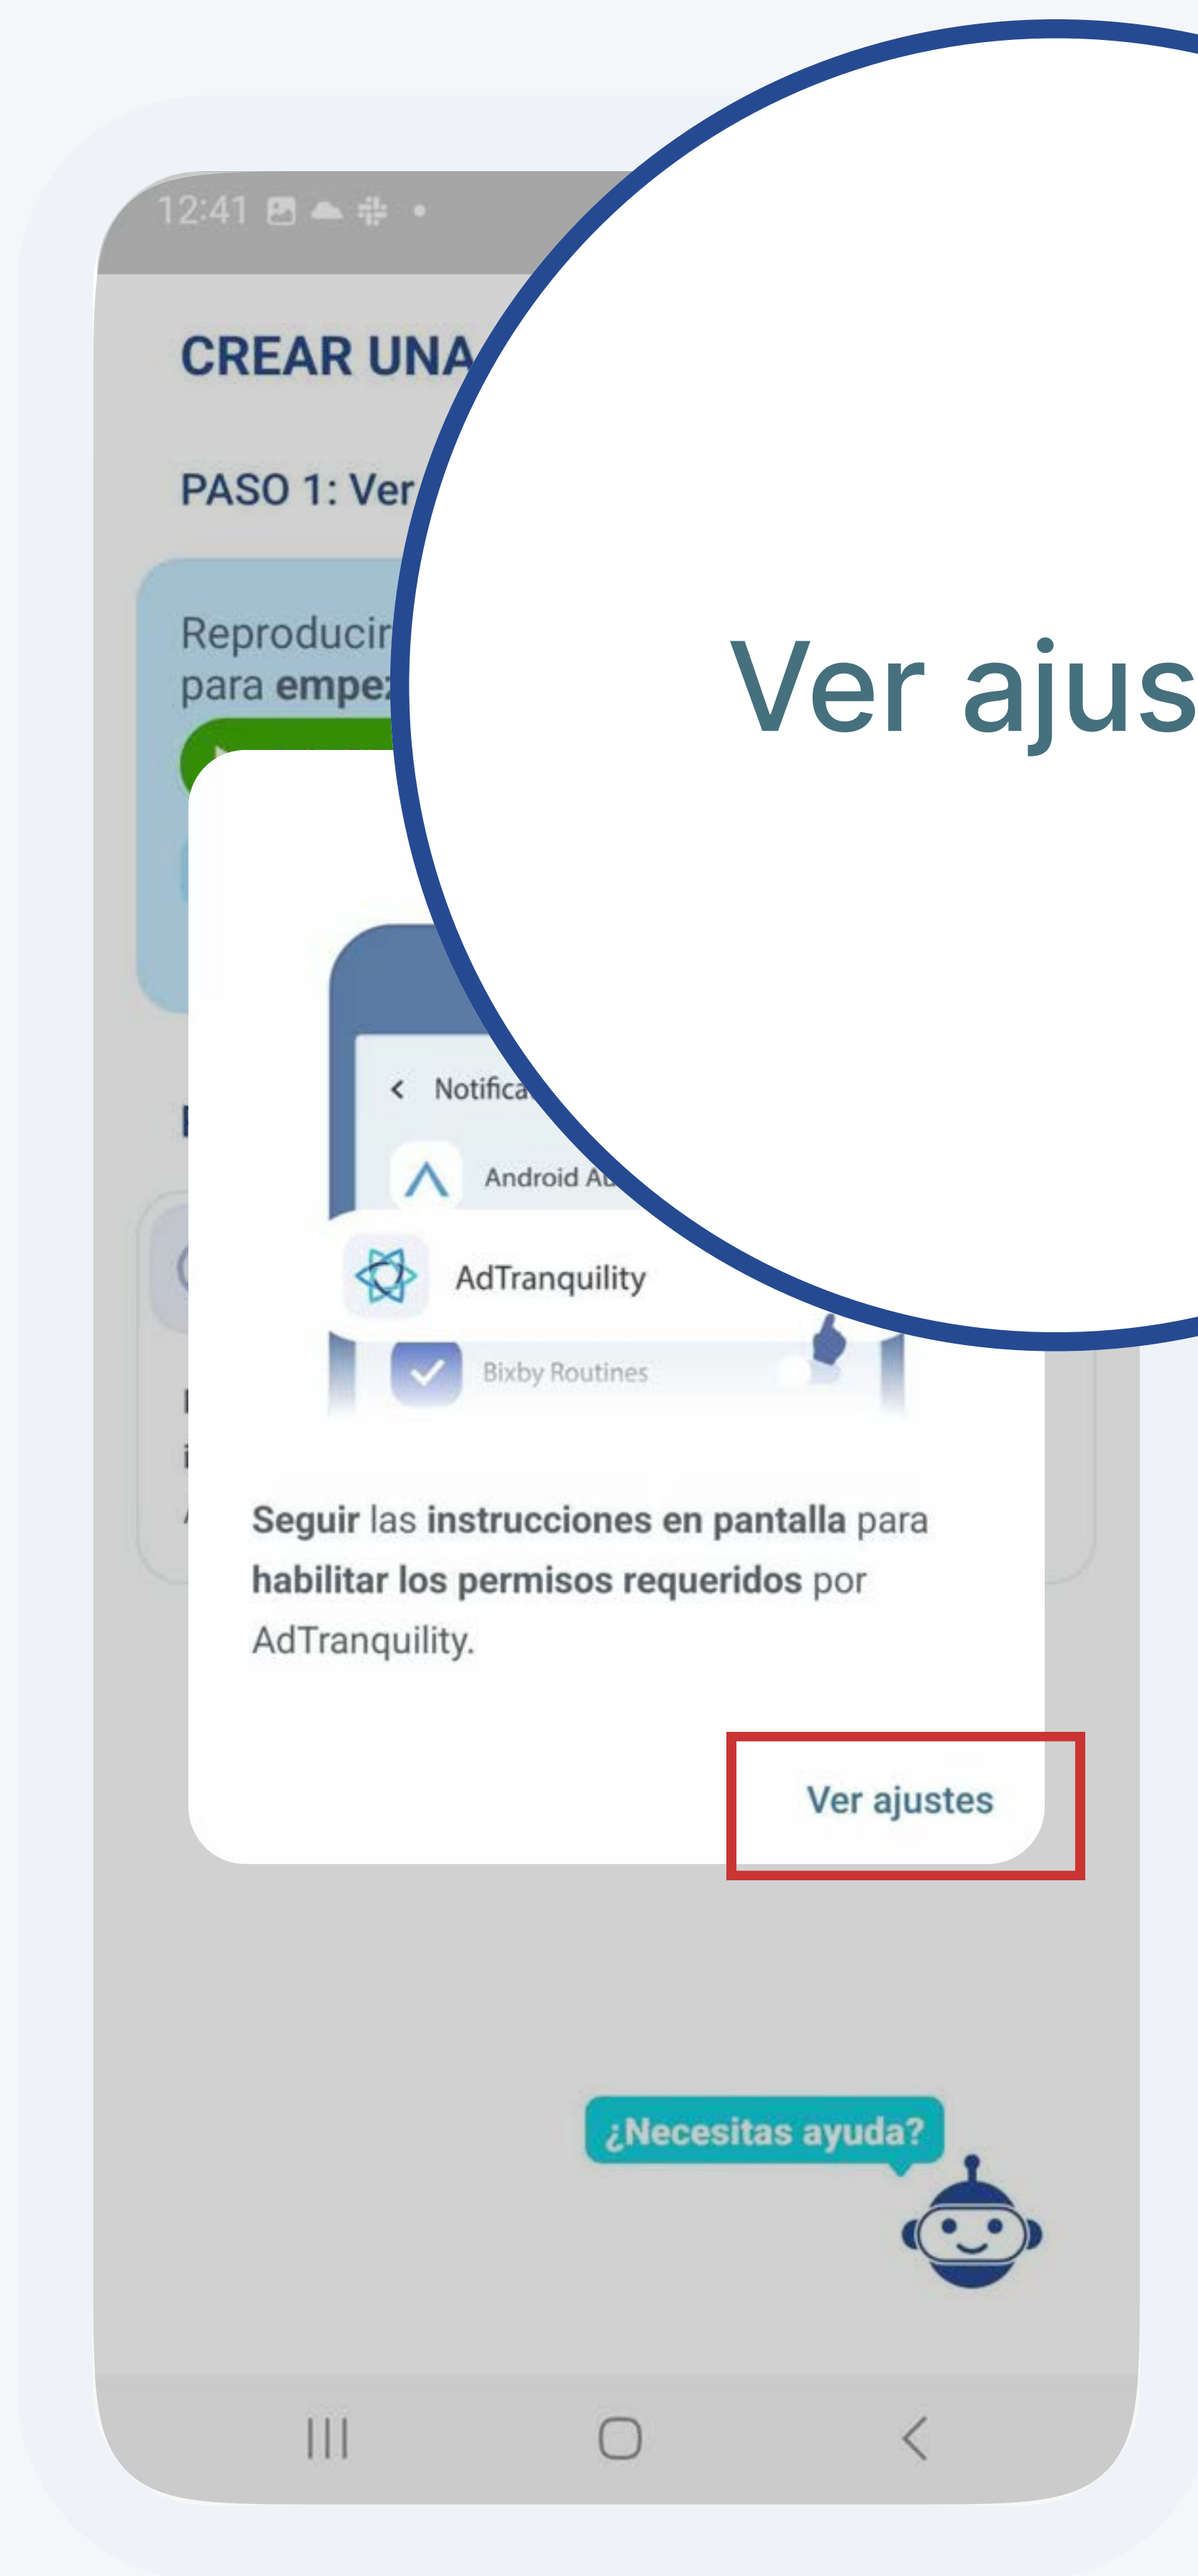 12:41
CREAR UNA
PASO 1: Ver
Ver ajus
Reproducir
para
Notifica
Android
AdTranquility
Bixby Routines
Seguir las instrucciones en pantalla para
habilitar los permisos requeridos por
AdTranquility.
Ver ajustes
¿Necesitas ayuda?